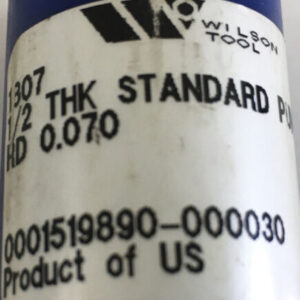 WILSON
TOOL
1307
1/2 THK STANDARD
RD 0.070
0001519890-000030
Product of US